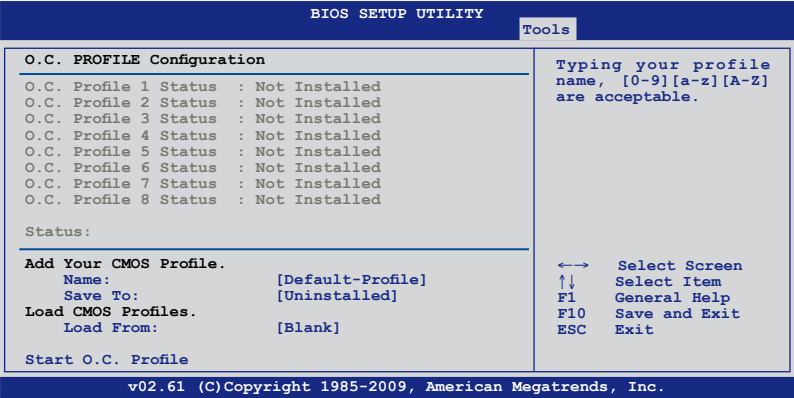 BIOS SETUP UTILITY
Tools
O.C. PROFILE Configuration
O.C. Profile 1 Status : Not Installed
O.C. Profile 2 Status : Not Installed
O.C. Profile 3 Status : Not Installed
O.C. Profile 4 Status : Not Installed
O.C. Profile 5 Status : Not Installed
O.C. Profile 6 Status : Not Installed
O.C. Profile 7 Status : Not Installed
O.C. Profile 8 Status : Not Installed
Status:
Add Your CMOS Profile.
Name: [Default-Profile]
Save To: [Uninstalled]
Load CMOS Profiles.
Load From: [Blank]
Start O.C. Profile
Typing your profile
name, [0-9][a-z][A-Z]
are acceptable.
←→ Select Screen
↑↓ Select Item
F1 General Help
F10 Save and Exit
ESC Exit
v02.61 (C)Copyright 1985-2009, American Megatrends, Inc.